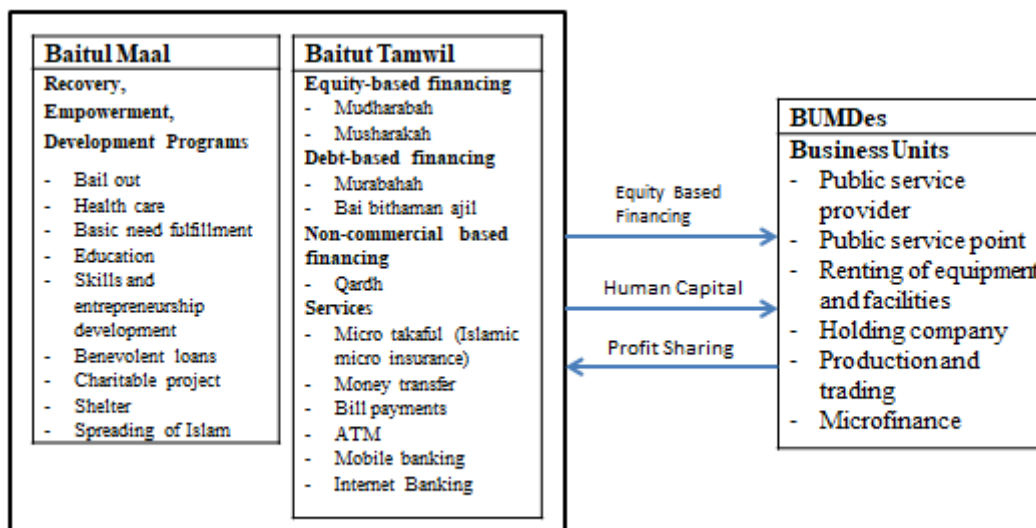 Baitul Maal
Recovery,
Empowerment,
Development Programs
- Bail out
- Health care
- Basic need fulfillment
- Education
- Skills and
entrepreneurship
development
- Benevolent loans
- Charitable project
- Shelter
- Spreading of Islam
Baitut Tamwil
Equity-based financing
- Mudharabah
- Musharakah
Debt-based financing
- Murabahah
- Bai bithaman ajil
Non-commercial based
financing
- Qardh
Services
- Micro takaful (Islamic
micro insurance)
- Money transfer
- Bill payments
- ATM
- Mobile banking
- Internet Banking
Equity Based
Financing
Human Capital
Profit Sharing
BUMDes
Business Units
- Public service
provider
- Public service point
- Renting of equipment
and facilities
- Holding company
- Production and
trading
- Microfinance